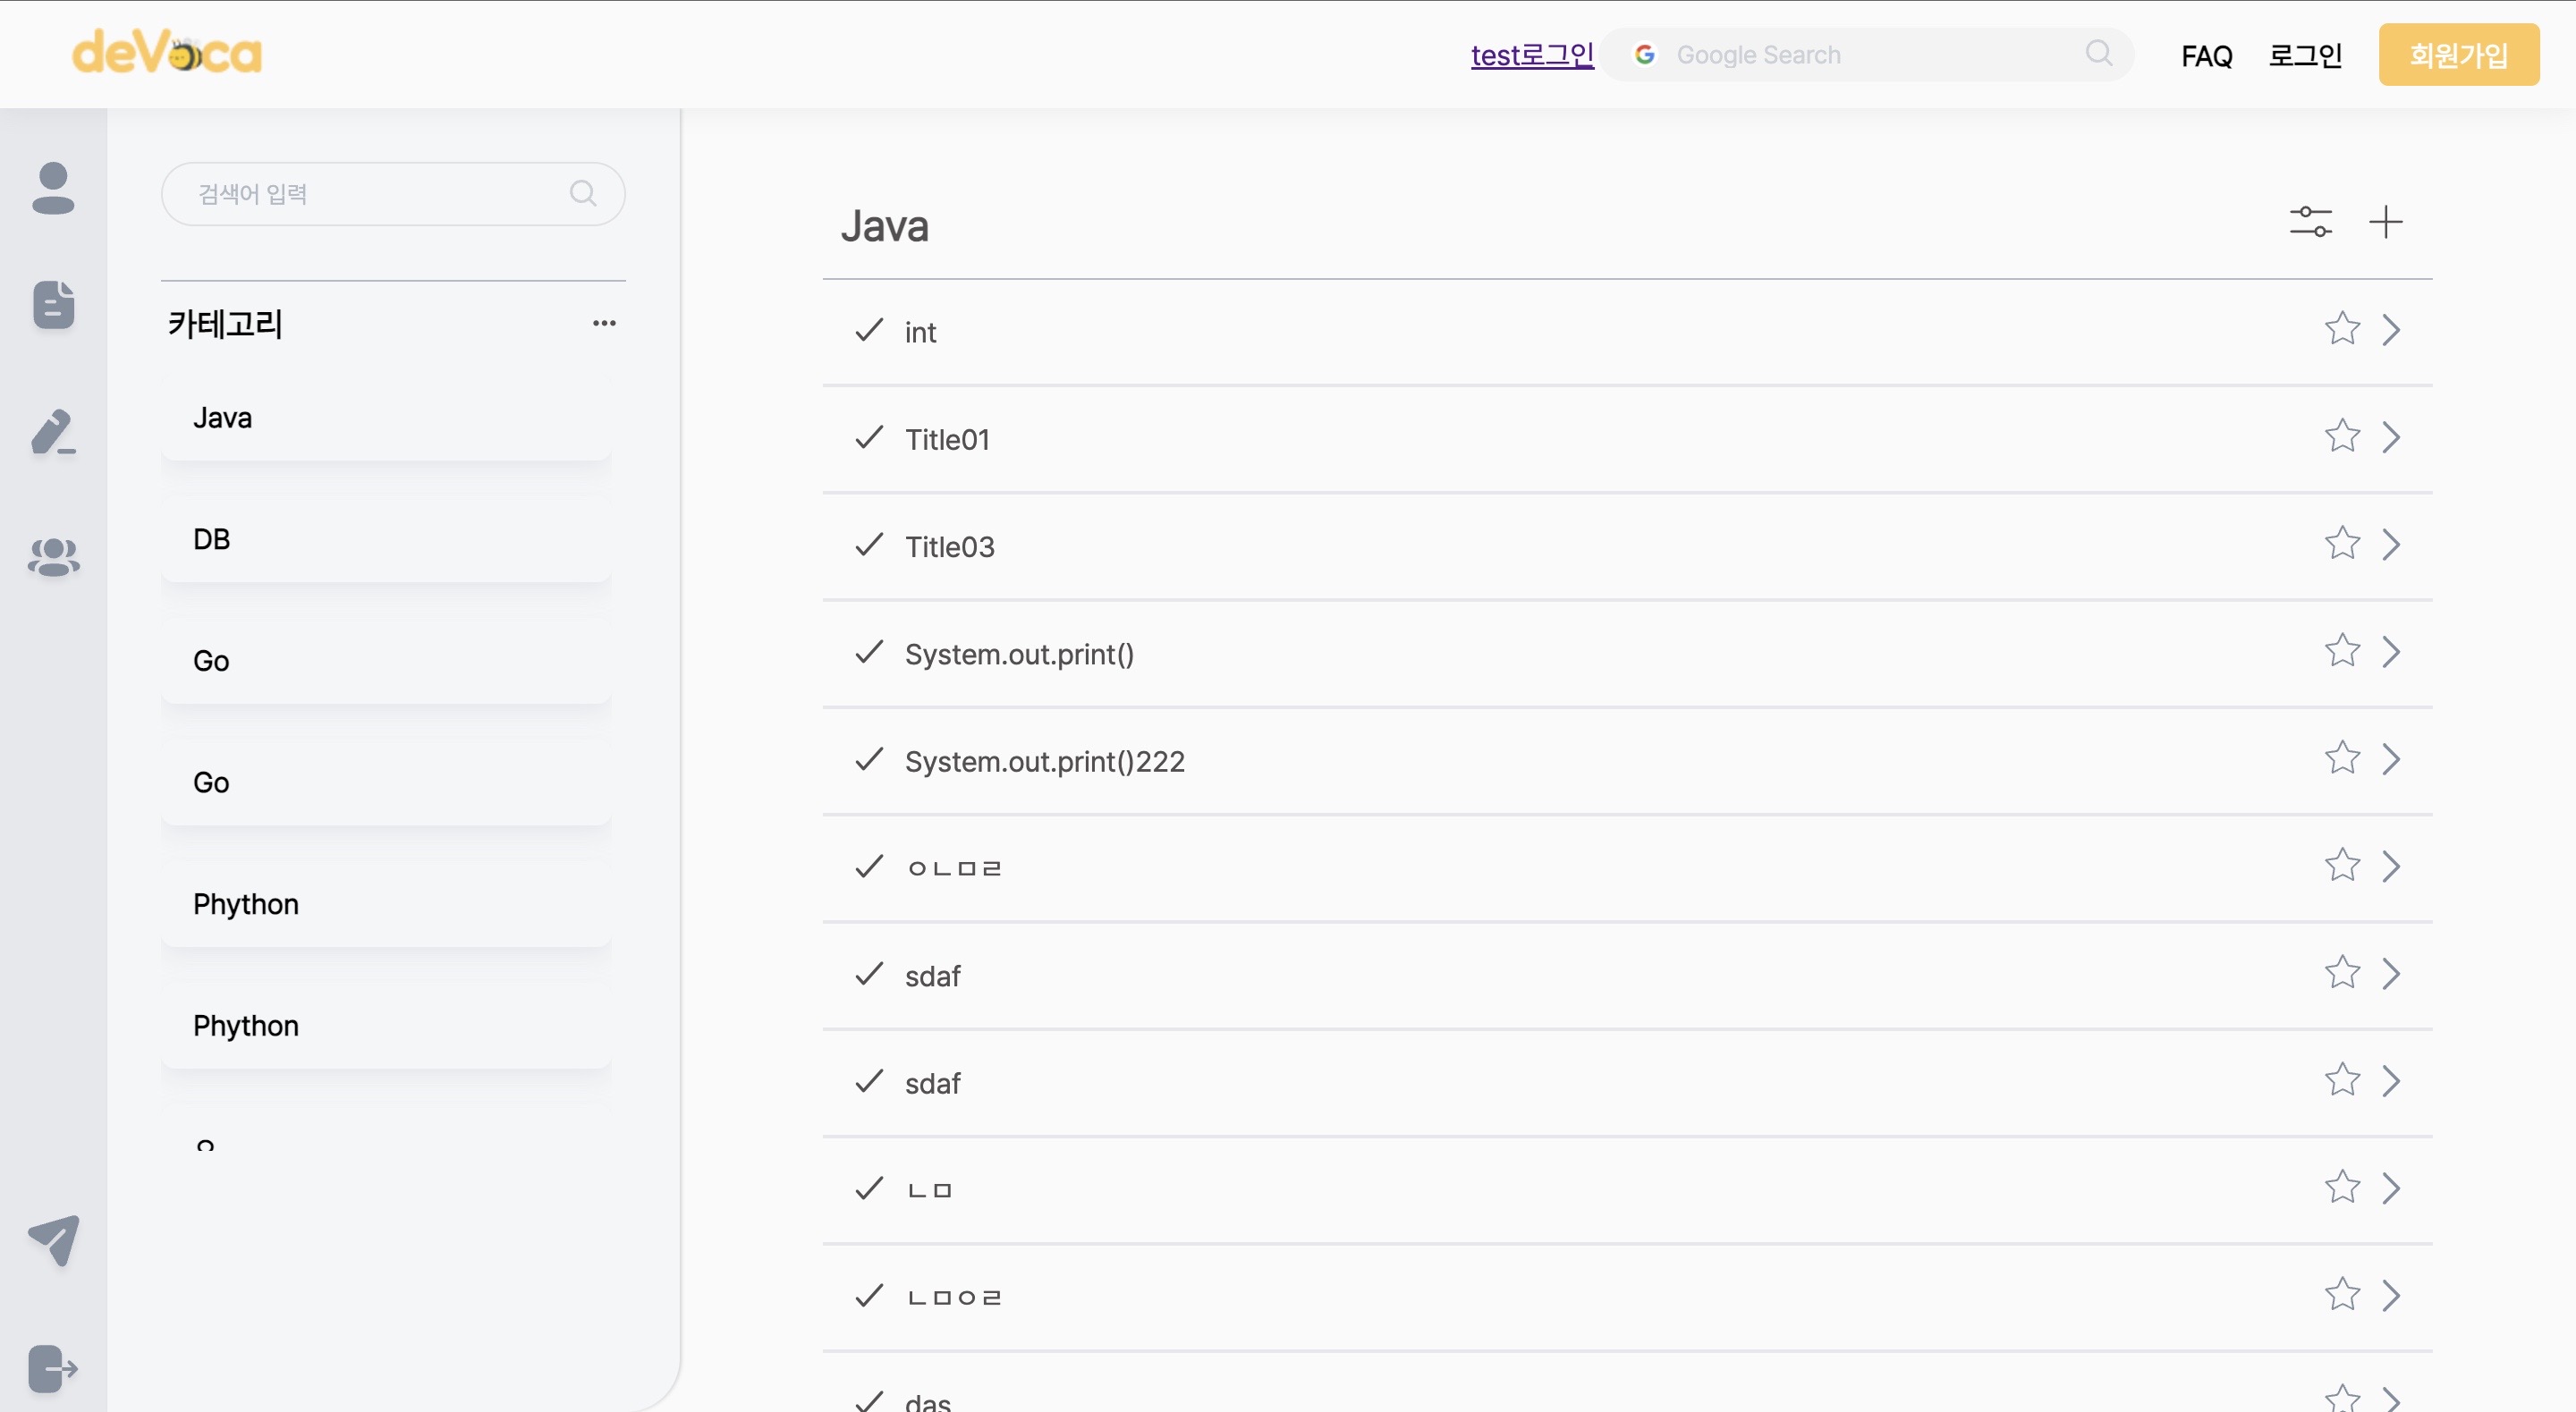 deVoca
test로그인
Google Search
FAQ
로그인
회원가입
검색어 입력
카테고리
Java
DB
Go
Go
Phython
Phython
Java
int
Title01
Title03
System.out.print()
System.out.print()222
ㅇㄴㅁㄹ
sdaf
sdaf
ㄴㅁ
ㄴㅁㅇㄹ
das